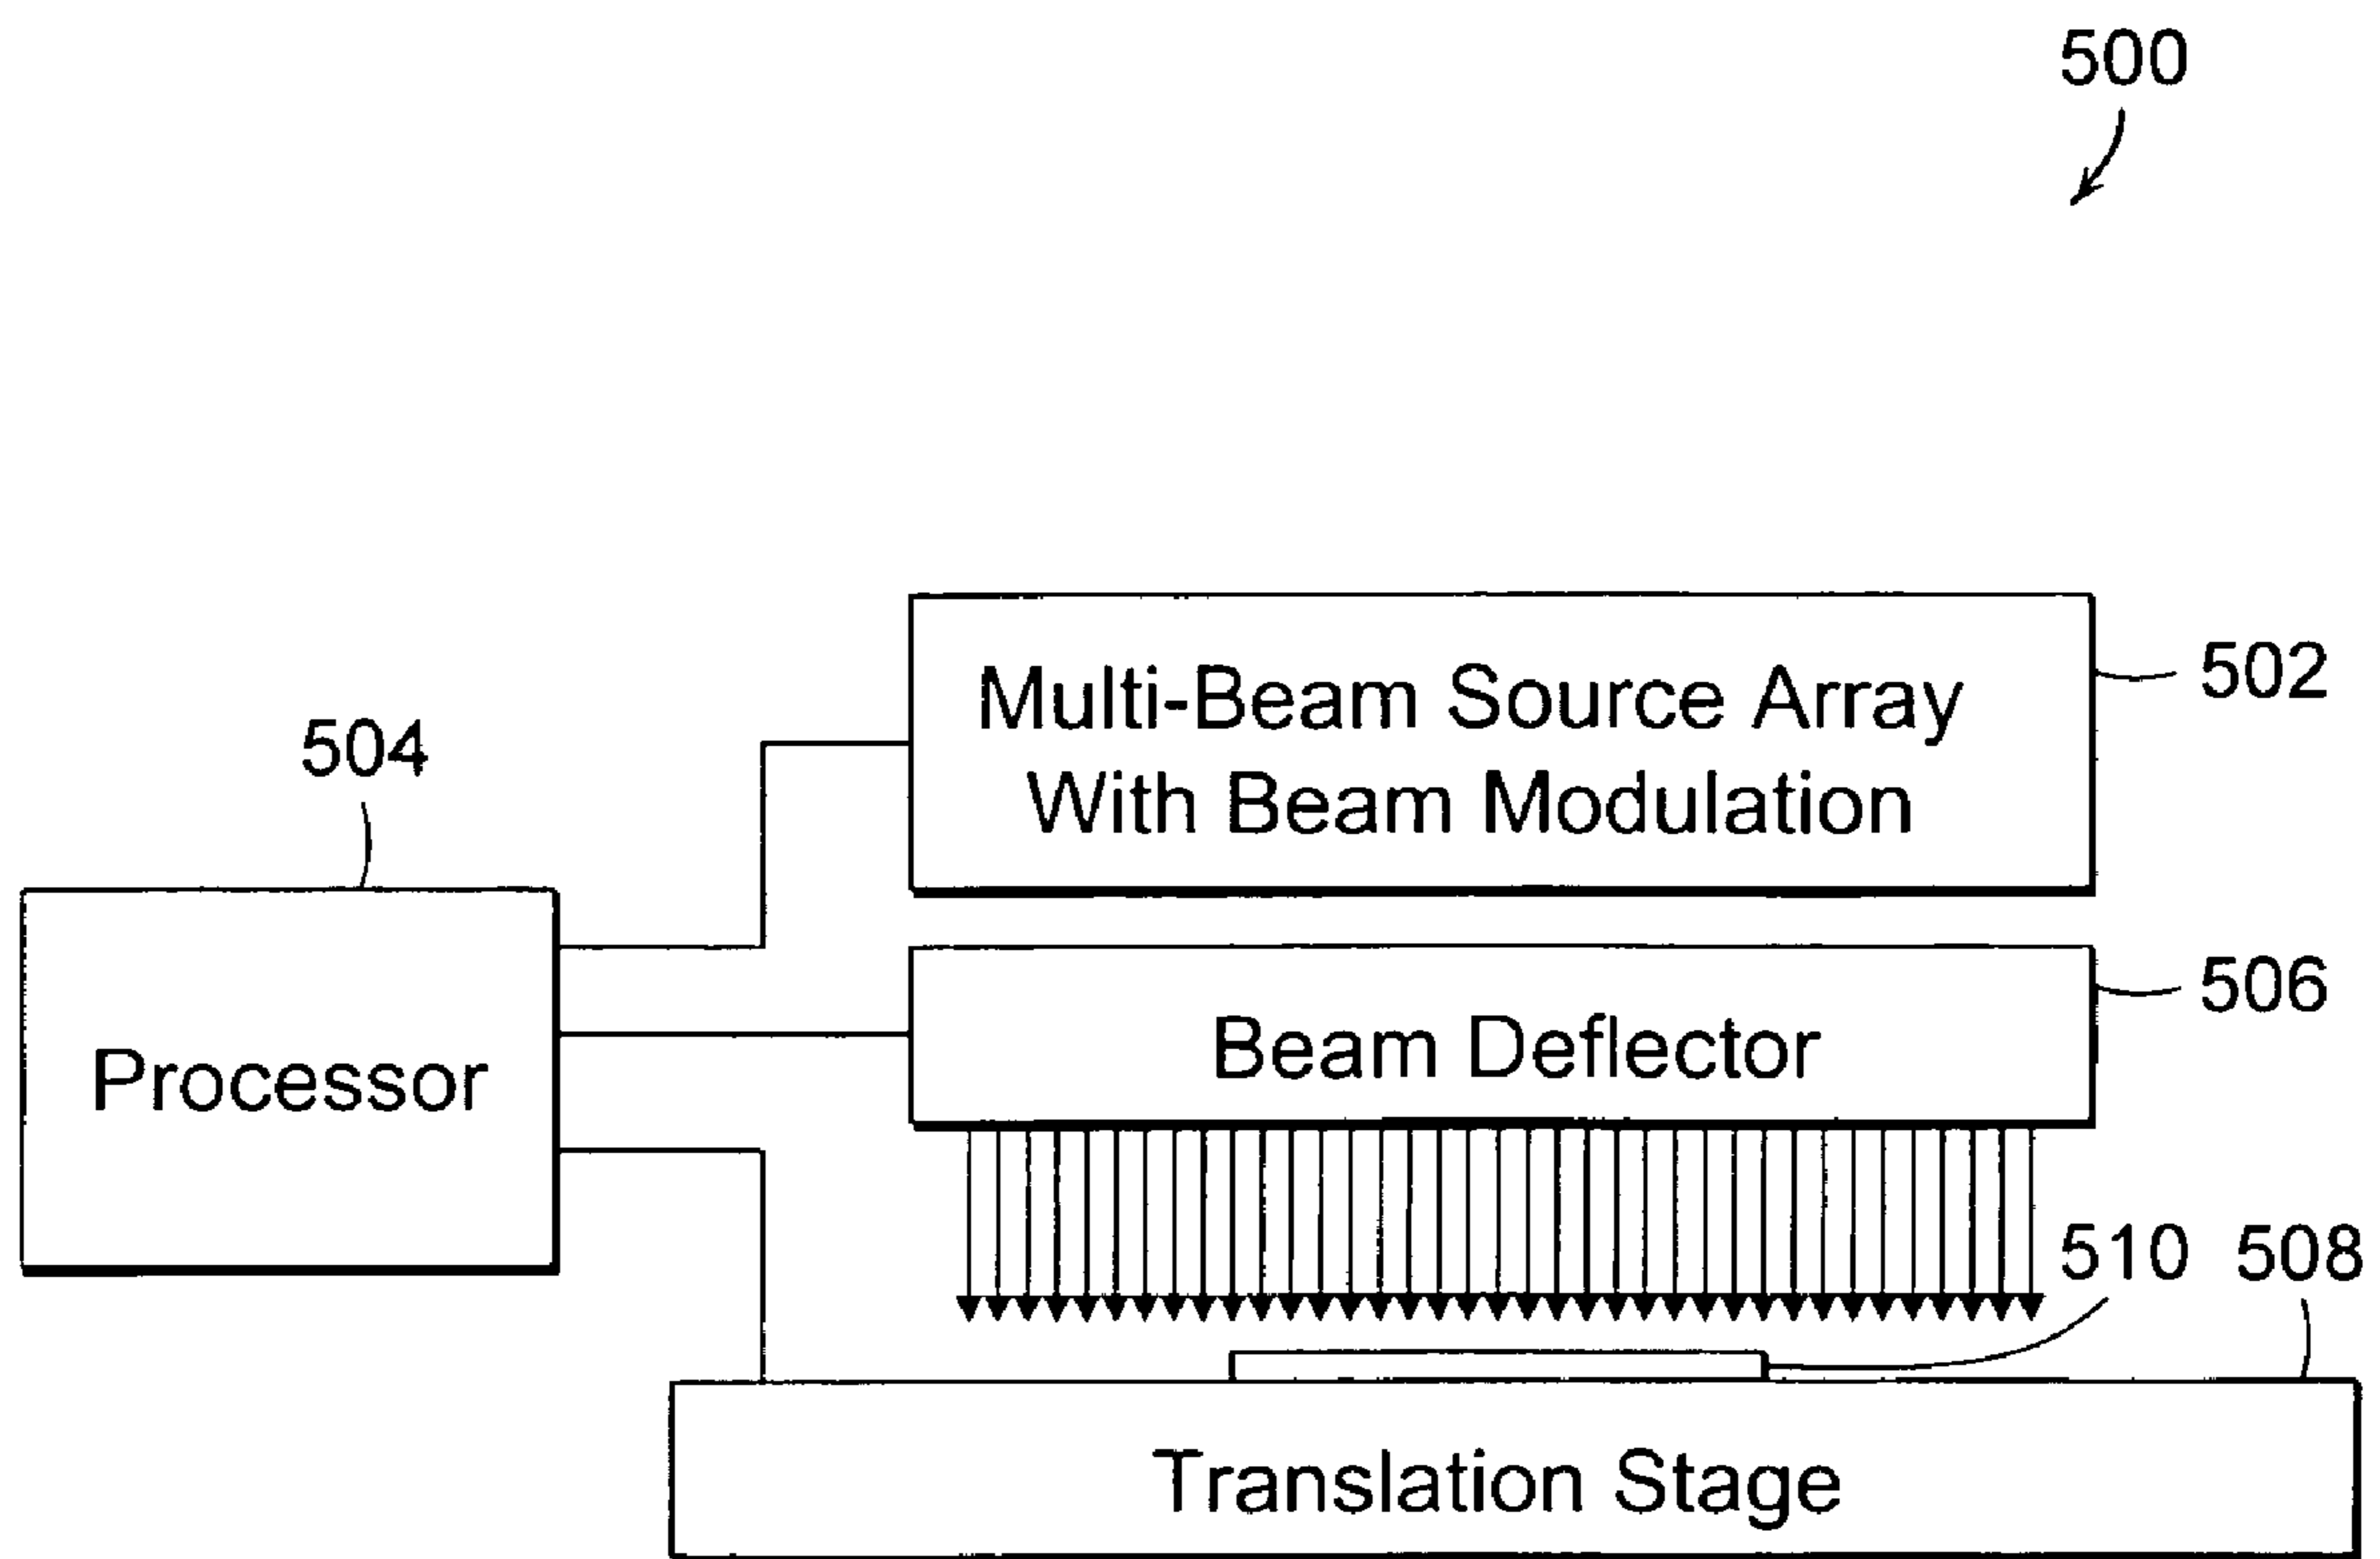 500
Multi-Beam Source Array
With Beam Modulation
502
504
Processor
Beam Deflector
506
510
508
Translation Stage